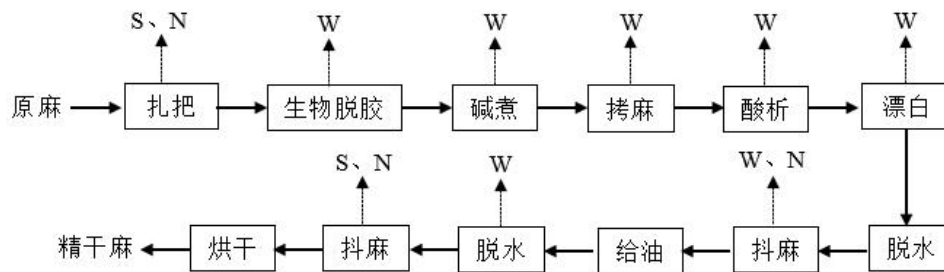 S、N W W W W W
原麻 扎把 生物脱胶 碱煮 拷麻 酸析 漂白
S、N W W、N
精干麻 烘干 抖麻 脱水 给油 抖麻 脱水